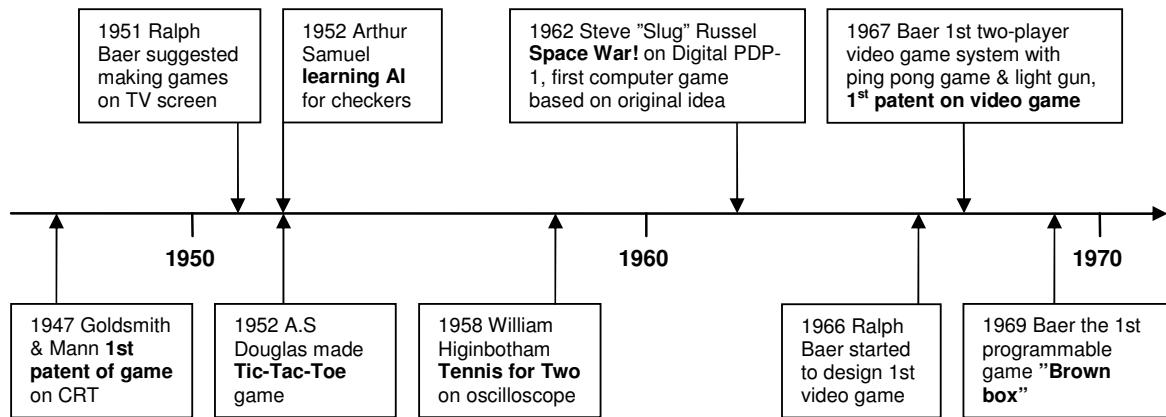 1951 Ralph
Baer suggested
making games
on TV screen
1952 Arthur
Samuel
learning AI
for checkers
1962 Steve ”Slug” Russel
Space War! on Digital PDP-
1, first computer game
based on original idea
1967 Baer 1st two-player
video game system with
ping pong game & light gun,
1st patent on video game
1950
1960
1970
1947 Goldsmith
& Mann 1st
patent of game
on CRT
1952 A.S
Douglas made
Tic-Tac-Toe
game
1958 William
Higinbotham
Tennis for Two
on oscilloscope
1966 Ralph
Baer started
to design 1st
video game
1969 Baer the 1st
programmable
game ”Brown
box”